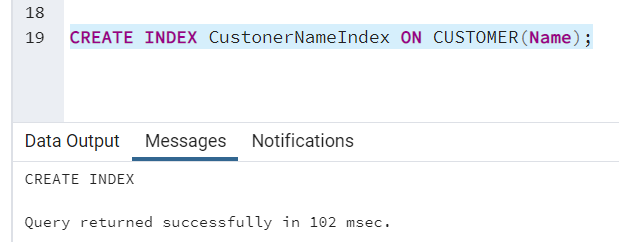 18
19 CREATE INDEX CustonerNameIndex ON CUSTOMER(Name);
Data Output Messages Notifications
CREATE INDEX
Query returned successfully in 102 msec.